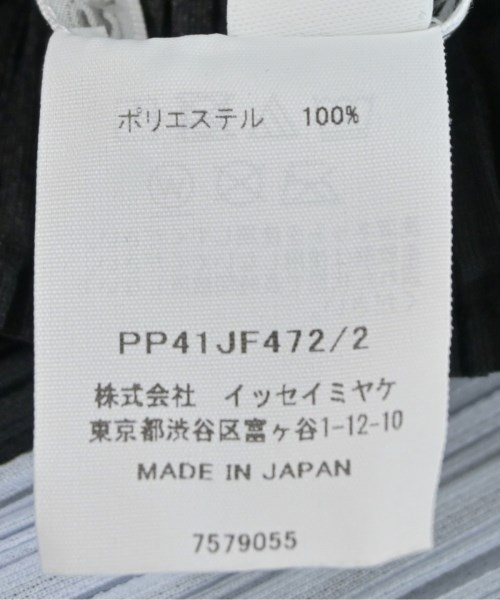 ポリエステル 100%
PP41JF472/2
株式会社 イッセイミヤケ
東京都渋谷区富ヶ谷1-12-10
MADE IN JAPAN
7579055